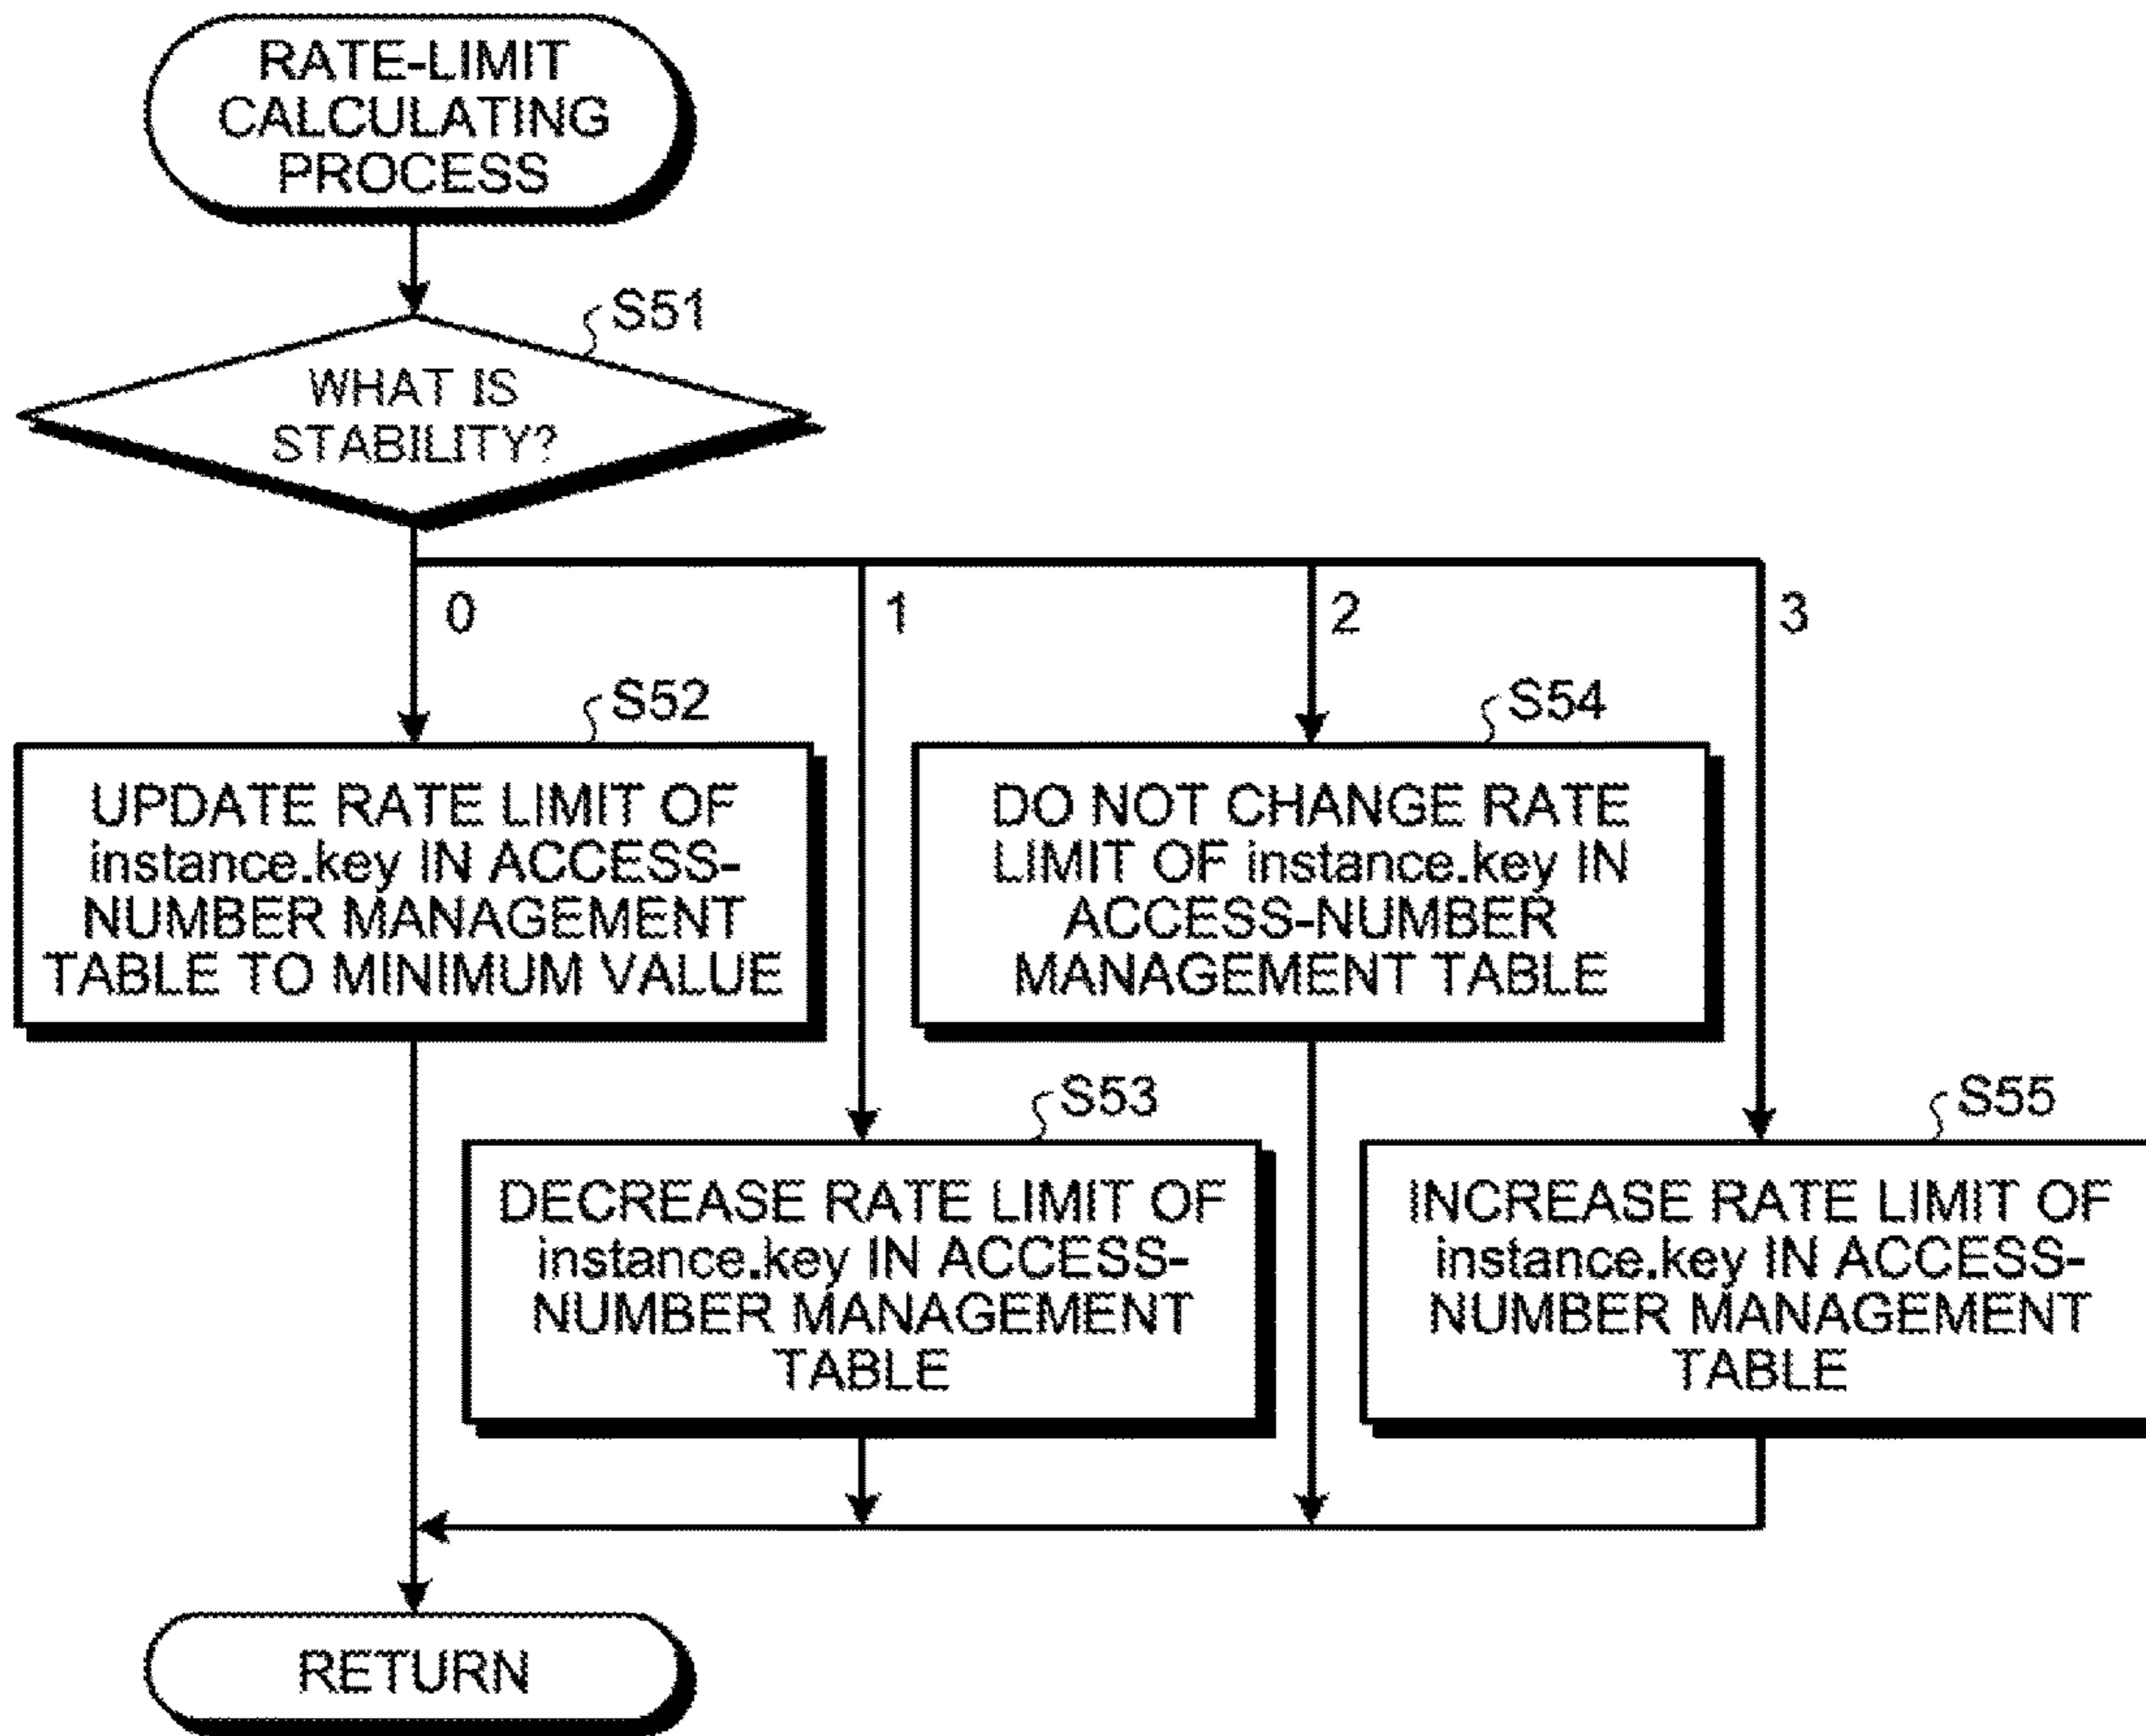 RATE-LIMIT
CALCULATING
PROCESS
S51
WHAT IS
STABILITY?
0
1
2
3
S52
UPDATE RATE LIMIT OF
instance.key IN ACCESS-
NUMBER MANAGEMENT
TABLE TO MINIMUM VALUE
S54
DO NOT CHANGE RATE
LIMIT OF instance.key IN
ACCESS-NUMBER
MANAGEMENT TABLE
S53
DECREASE RATE LIMIT OF
instance.key IN ACCESS-
NUMBER MANAGEMENT
TABLE
S55
INCREASE RATE LIMIT OF
instance.key IN ACCESS-
NUMBER MANAGEMENT
TABLE
RETURN